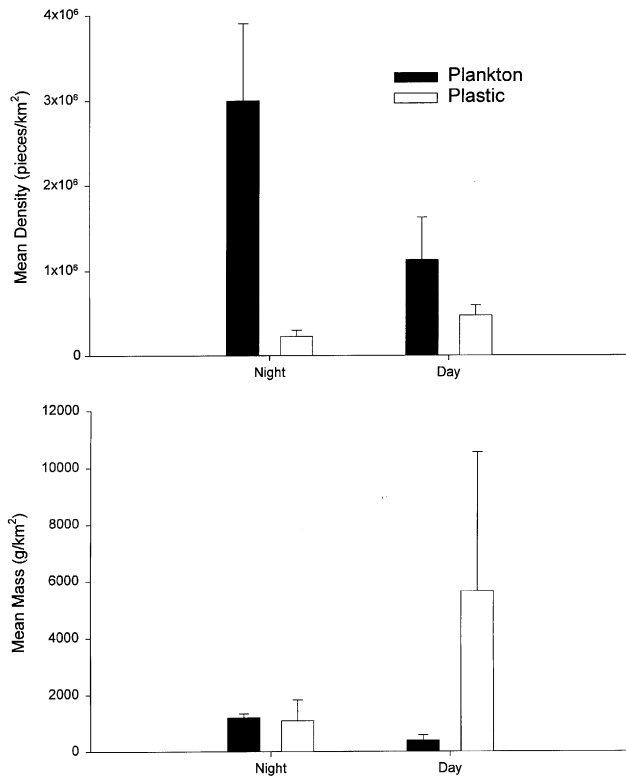 4x10⁶
Plankton
Plastic
3x10⁶
2x10⁶
1x10⁶
0
Mean Density (pieces/km²)
Night
Day
12000
10000
8000
6000
4000
2000
0
Mean Mass (g/km²)
Night
Day